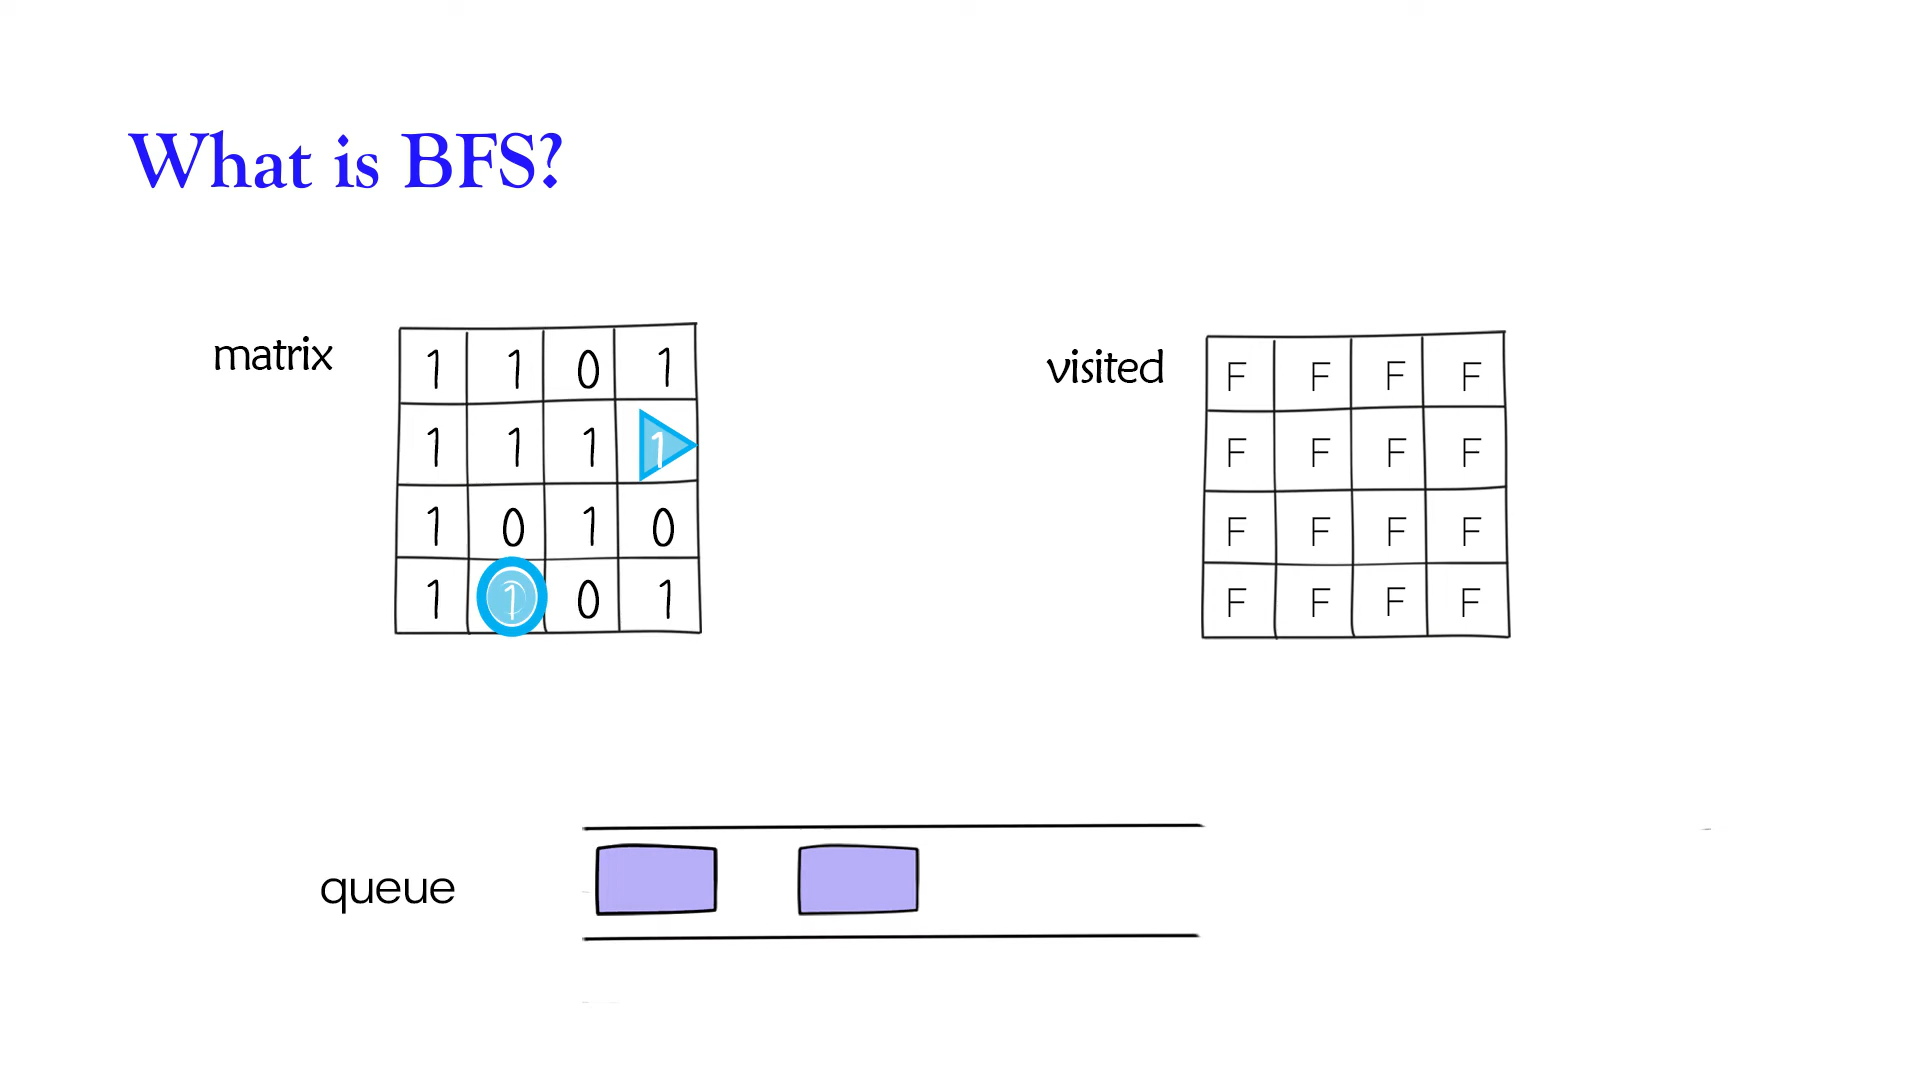 What is BFS?
matrix
1 1 0 1
1 1 1 1
1 0 1 0
1 1 0 1
visited
F F F F
F F F F
F F F F
F F F F
queue